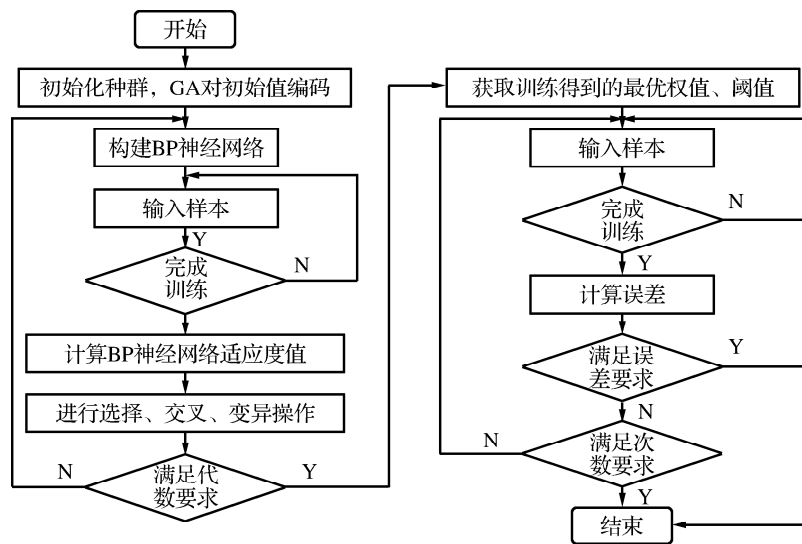 开始
初始化种群，GA对初始值编码
构建BP神经网络
输入样本
Y
完成
训练
N
计算BP神经网络适应度值
进行选择、交叉、变异操作
满足代
数要求
N
Y
获取训练得到的最优权值、阈值
输入样本
完成
训练
N
Y
计算误差
满足误
差要求
Y
N
满足次
数要求
N
Y
结束